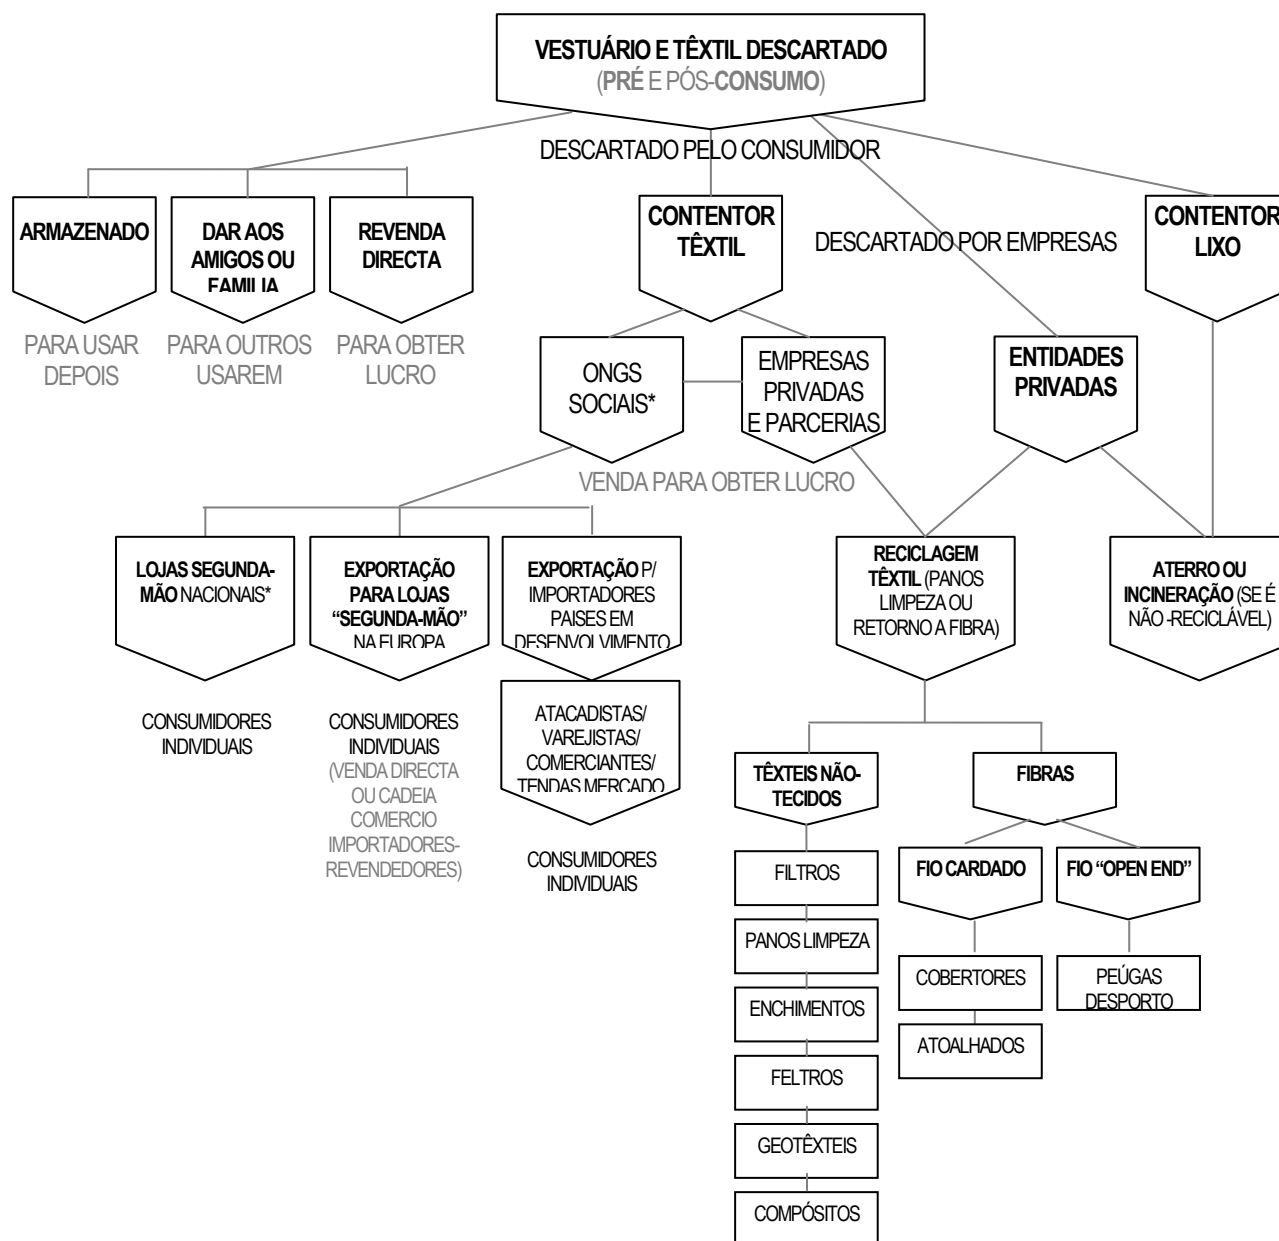 VESTUÁRIO E TÊXTIL DESCARTADO
(PRÉ E PÓS-CONSUMO)
DESCARTADO PELO CONSUMIDOR
ARMAZENADO
DAR AOS
AMIGOS OU
FAMILIA
REVENDA
DIRECTA
CONTENTOR
TÊXTIL
DESCARTADO POR EMPRESAS
CONTENTOR
LIXO
PARA USAR
DEPOIS
PARA OUTROS
USAREM
PARA OBTER
LUCRO
ONGS
SOCIAIS*
EMPRESAS
PRIVADAS
E PARCERIAS
ENTIDADES
PRIVADAS
VENDA PARA OBTER LUCRO
LOJAS SEGUNDA-
MÃO NACIONAIS*
EXPORTAÇÃO
PARA LOJAS
“SEGUNDA-MÃO”
NA EUROPA
EXPORTAÇÃO P/
IMPORTADORES
PAISES EM
DESENVOLVIMENTO
RECICLAGEM
TÊXTIL (PANOS
LIMPEZA OU
RETORNO A FIBRA)
ATERRO OU
INCINERAÇÃO (SE É
NÃO -RECICLÁVEL)
CONSUMIDORES
INDIVIDUAIS
CONSUMIDORES
INDIVIDUAIS
(VENDA DIRECTA
OU CADEIA
COMERCIO
IMPORTADORES-
REVENDEDORES)
ATACADISTAS/
VAREJISTAS/
COMERCIANTES/
TENDAS MERCADO
CONSUMIDORES
INDIVIDUAIS
TÊXTEIS NÃO-
TECIDOS
FIBRAS
FILTROS
PANOS LIMPEZA
ENCHIMENTOS
FELTROS
GEOTÊXTEIS
COMPÓSITOS
FIO CARDADO
FIO “OPEN END”
COBERTORES
ATOALHADOS
PEÚGAS
DESPORTO